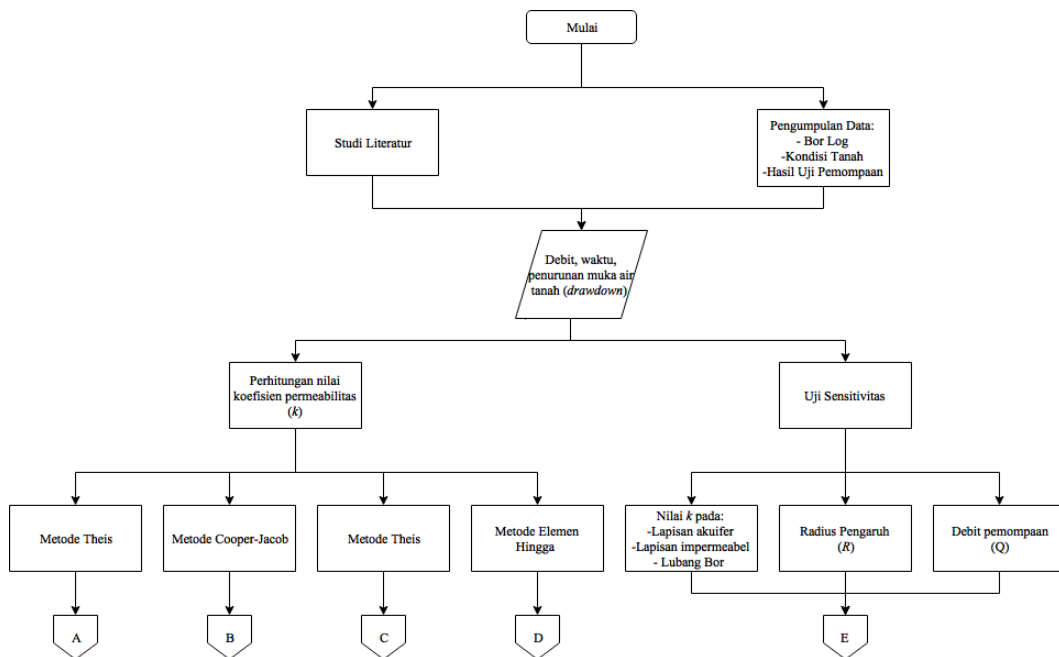 Mulai
Studi Literatur
Pengumpulan Data:
- Bor Log
-Kondisi Tanah
-Hasil Uji Pemompaan
Debit, waktu,
penurunan muka air
tanah (drawdown)
Perhitungan nilai
koefisien permeabilitas
(k)
Uji Sensitivitas
Metode Theis
Metode Cooper-Jacob
Metode Theis
Metode Elemen
Hingga
Nilai k pada:
-Lapisan akuifer
-Lapisan impermeabel
- Lubang Bor
Radius Pengaruh
(R)
Debit pemompaan
(Q)
A
B
C
D
E